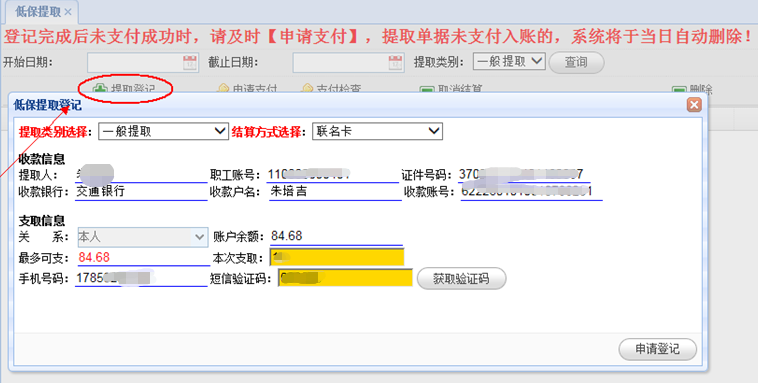 低保提取
登记完成后未支付成功时，请及时【申请支付】，提取单据未支付入账的，系统将于当日自动删除！
开始日期： 截止日期： 提取类别： 一般提取 查询
提取登记 申请支付 支付检查 取消结算 删除
低保提取登记
提取类别选择： 一般提取 结算方式选择： 联名卡
收款信息
提取人： 职工账号： 证件号码：
收款银行： 交通银行 收款户名： 朱培吉 收款账号：
支取信息
关 系： 本人 账户余额： 84.68
最多可支： 84.68 本次支取：
手机号码： 短信验证码： 获取验证码
申请登记